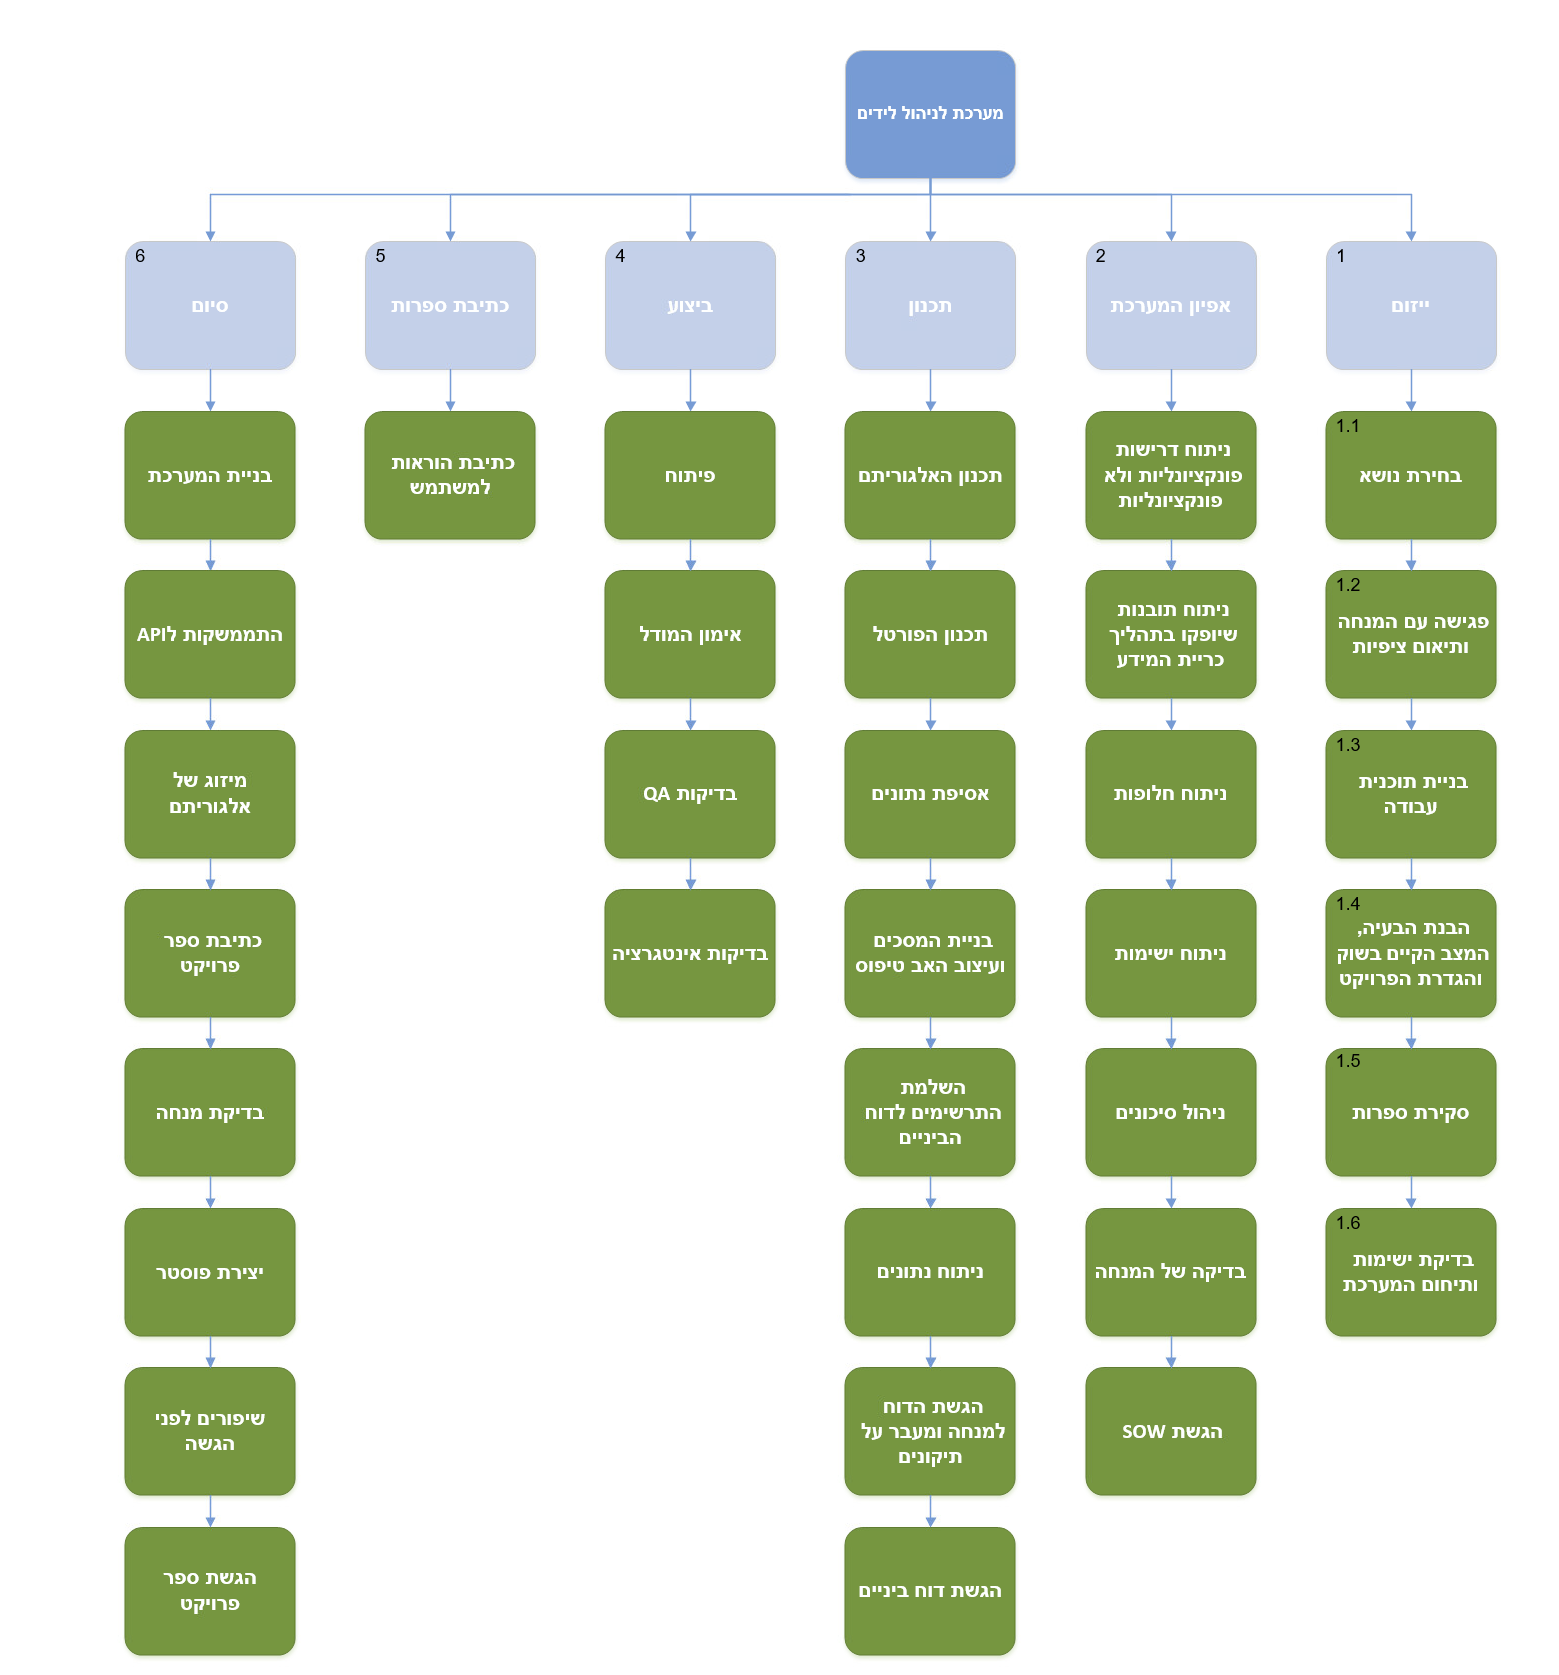 מערכת לניהול לידים
1
ייזום
1.1
בחירת נושא
1.2
פגישה עם המנחה
ותיאום ציפיות
1.3
בניית תוכנית
עבודה
1.4
הבנת הבעיה,
המצב הקיים בשוק
והגדרת הפרויקט
1.5
סקירת ספרות
1.6
בדיקת ישימות
ותיחום המערכת
2
אפיון המערכת
ניתוח דרישות
פונקציונליות ולא
פונקציונליות
ניתוח תובנות
שיופקו בתהליך
כריית המידע
ניתוח חלופות
ניתוח ישימות
ניהול סיכונים
בדיקה של המנחה
הגשת SOW
3
תכנון
תכנון האלגוריתם
תכנון הפורטל
אסיפת נתונים
בניית המסכים
ועיצוב האב טיפוס
השלמת
התרשימים לדוח
הביניים
ניתוח נתונים
הגשת הדוח
למנחה ומעבר על
תיקונים
הגשת דוח ביניים
4
ביצוע
פיתוח
אימון המודל
בדיקות QA
בדיקות אינטגרציה
5
כתיבת ספרות
כתיבת הוראות
למשתמש
6
סיום
בניית המערכת
התממשקות לAPI
מיזוג של
אלגוריתם
כתיבת ספר
פרויקט
בדיקת מנחה
יצירת פוסטר
שיפורים לפני
הגשה
הגשת ספר
פרויקט